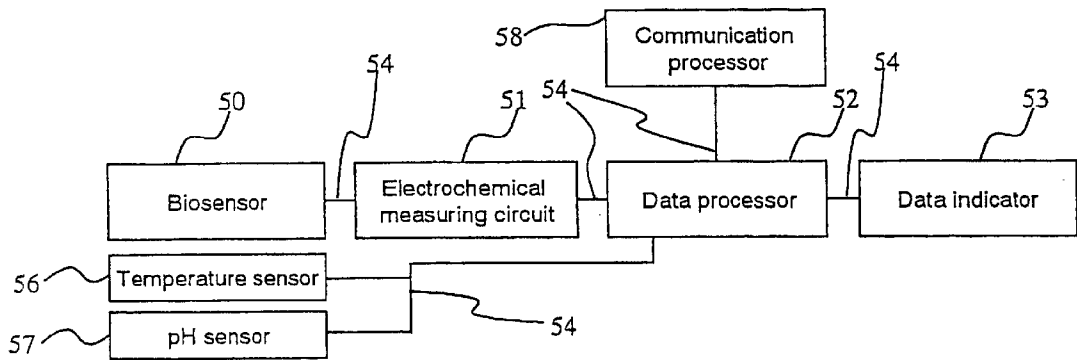 58
Communication
processor
54
50
51
54
54
52
53
Biosensor
Electrochemical
measuring circuit
Data processor
Data indicator
56
Temperature sensor
57
pH sensor
54